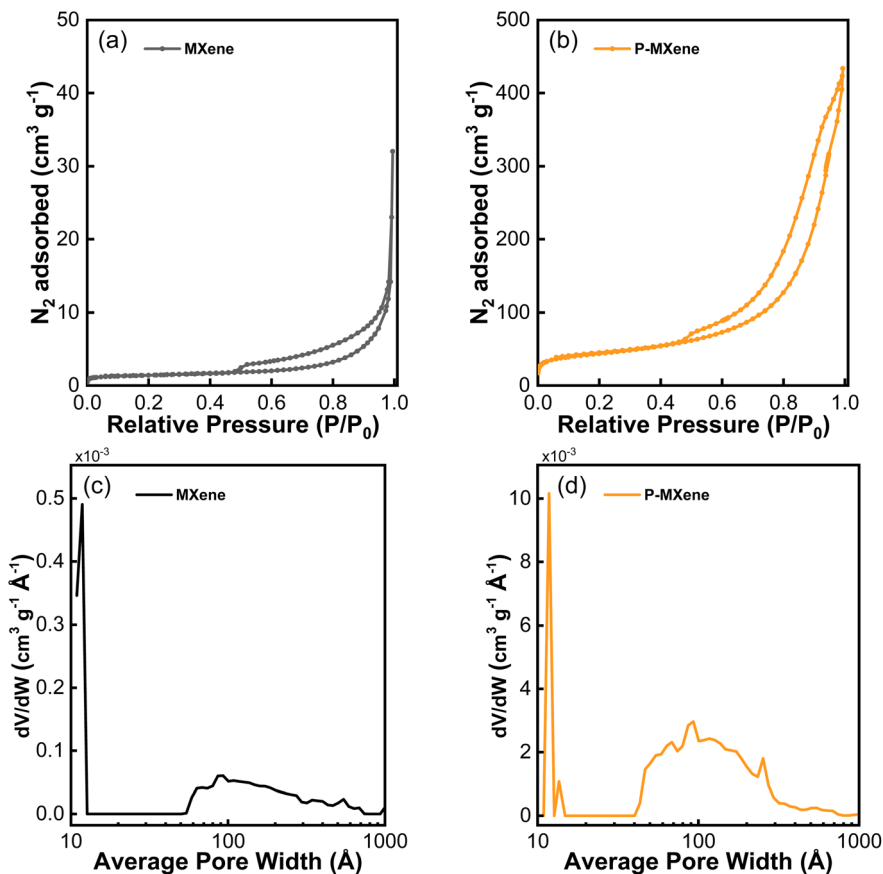 (a)
MXene
N₂ adsorbed (cm³ g⁻¹)
50
40
30
20
10
0
0.0 0.2 0.4 0.6 0.8 1.0
Relative Pressure (P/P₀)
(b)
P-MXene
N₂ adsorbed (cm³ g⁻¹)
500
400
300
200
100
0
0.0 0.2 0.4 0.6 0.8 1.0
Relative Pressure (P/P₀)
x10⁻³
(c)
MXene
dV/dW (cm³ g⁻¹ Å⁻¹)
0.5
0.4
0.3
0.2
0.1
0.0
10 100 1000
Average Pore Width (Å)
x10⁻³
(d)
P-MXene
dV/dW (cm³ g⁻¹ Å⁻¹)
10
8
6
4
2
0
10 100 1000
Average Pore Width (Å)